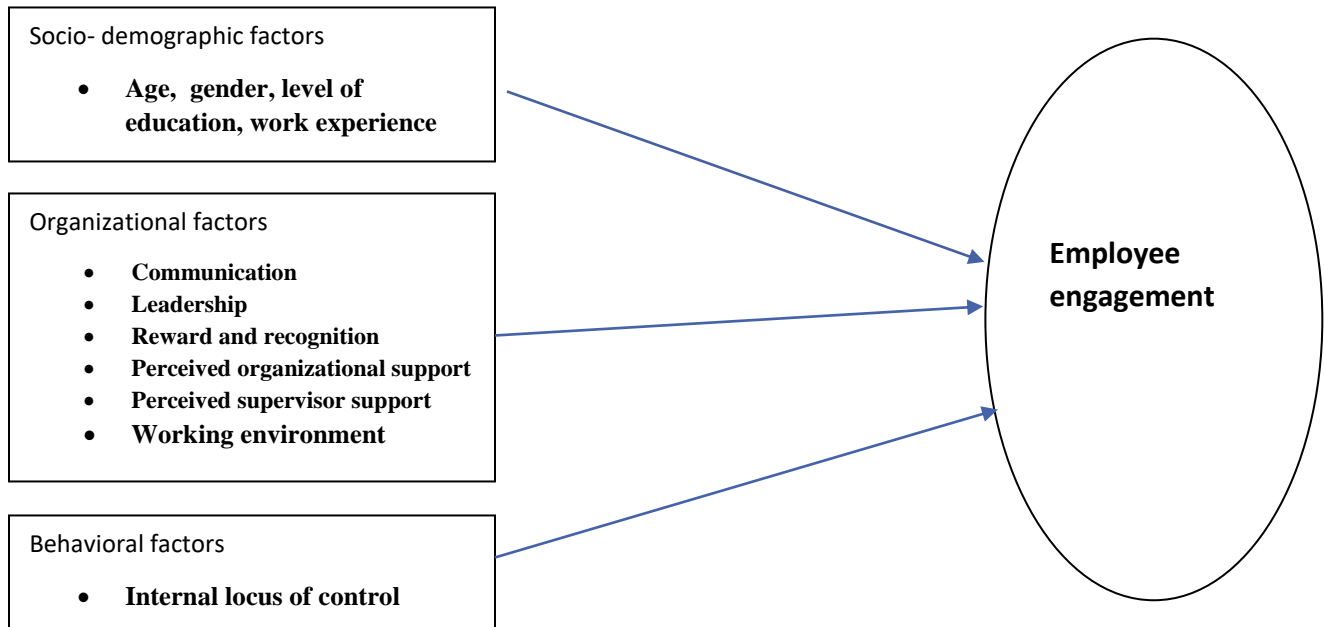 Socio- demographic factors
• Age, gender, level of
education, work experience
Organizational factors
• Communication
• Leadership
• Reward and recognition
• Perceived organizational support
• Perceived supervisor support
• Working environment
Behavioral factors
• Internal locus of control
Employee
engagement